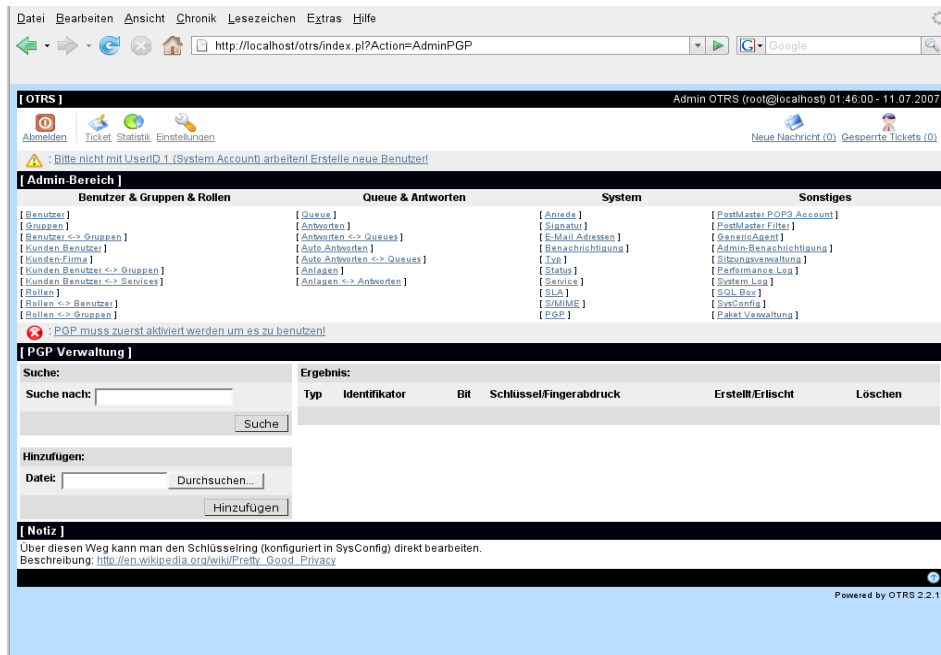 Datei Bearbeiten Ansicht Chronik Lesezeichen Extras Hilfe
http://localhost/otrs/index.pl?Action=AdminPGP
G Google
[ OTRS ] Admin OTRS (root@localhost) 01:46:00 - 11.07.2007
Abmelden Ticket Statistik Einstellungen Neue Nachricht (0) Gesperrte Tickets (0)
: Bitte nicht mit UserID 1 (System Account) arbeiten! Erstelle neue Benutzer!
[ Admin-Bereich ]
Benutzer & Gruppen & Rollen Queue & Antworten System Sonstiges
[ Benutzer ] [ Queue ] [ Anrede ] [ PostMaster POP3 Account ]
[ Gruppen ] [ Antworten ] [ Signatur ] [ PostMaster Filter ]
[ Benutzer <-> Gruppen ] [ Antworten <-> Queues ] [ E-Mail Adressen ] [ GenericAgent ]
[ Kunden Benutzer ] [ Auto Antworten ] [ Benachrichtigung ] [ Admin-Benachrichtigung ]
[ Kunden-Firma ] [ Auto Antworten <-> Queues ] [ Typ ] [ Sitzungsverwaltung ]
[ Kunden Benutzer <-> Gruppen ] [ Anlagen ] [ Status ] [ Performance Log ]
[ Kunden Benutzer <-> Services ] [ Anlagen <-> Antworten ] [ Service ] [ System Log ]
[ Rollen ] [ SLA ] [ SQL Box ]
[ Rollen <-> Benutzer ] [ S/MIME ] [ SysConfig ]
[ Rollen <-> Gruppen ] [ PGP ] [ Paket Verwaltung ]
: PGP muss zuerst aktiviert werden um es zu benutzen!
[ PGP Verwaltung ]
Suche: Ergebnis:
Suche nach: Typ Identifikator Bit Schlüssel/Fingerabdruck Erstellt/Erlischt Löschen
Suche
Hinzufügen:
Datei: Durchsuchen...
Hinzufügen
[ Notiz ]
Über diesen Weg kann man den Schlüsselring (konfiguriert in SysConfig) direkt bearbeiten.
Beschreibung: http://en.wikipedia.org/wiki/Pretty_Good_Privacy
Powered by OTRS 2.2.1